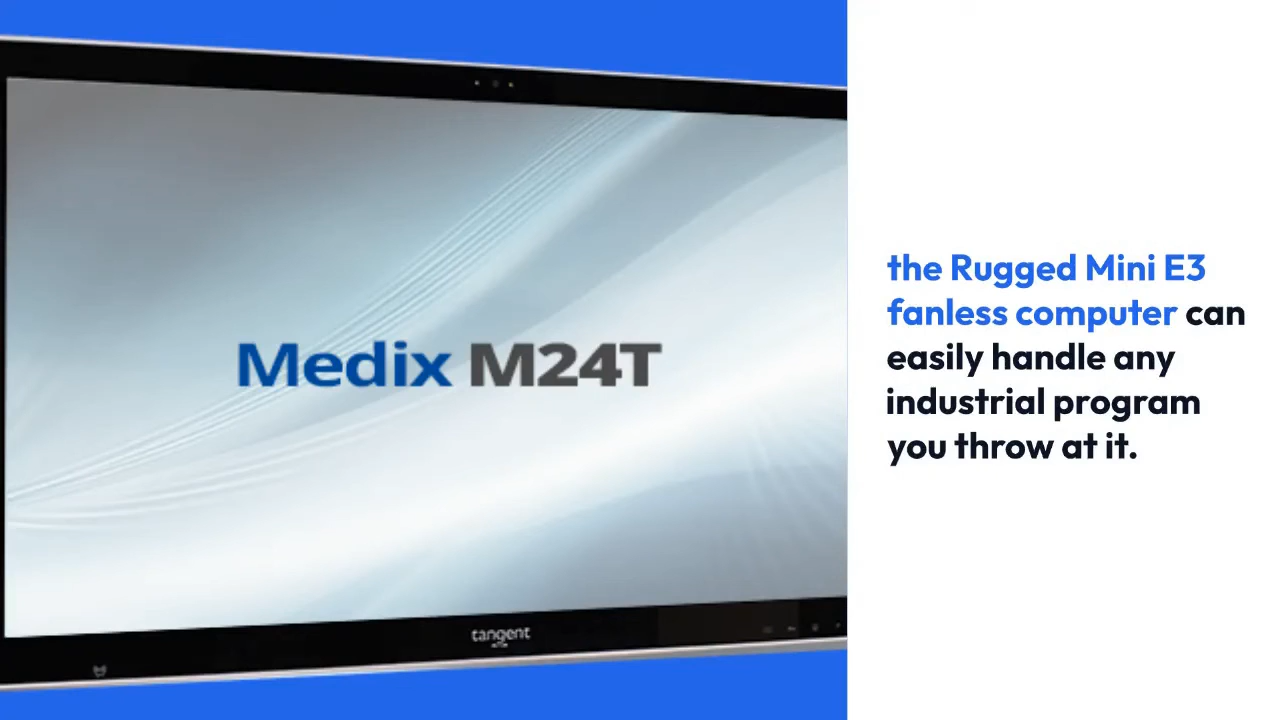 Medix M24T
tangent
the Rugged Mini E3
fanless computer can
easily handle any
industrial program
you throw at it.